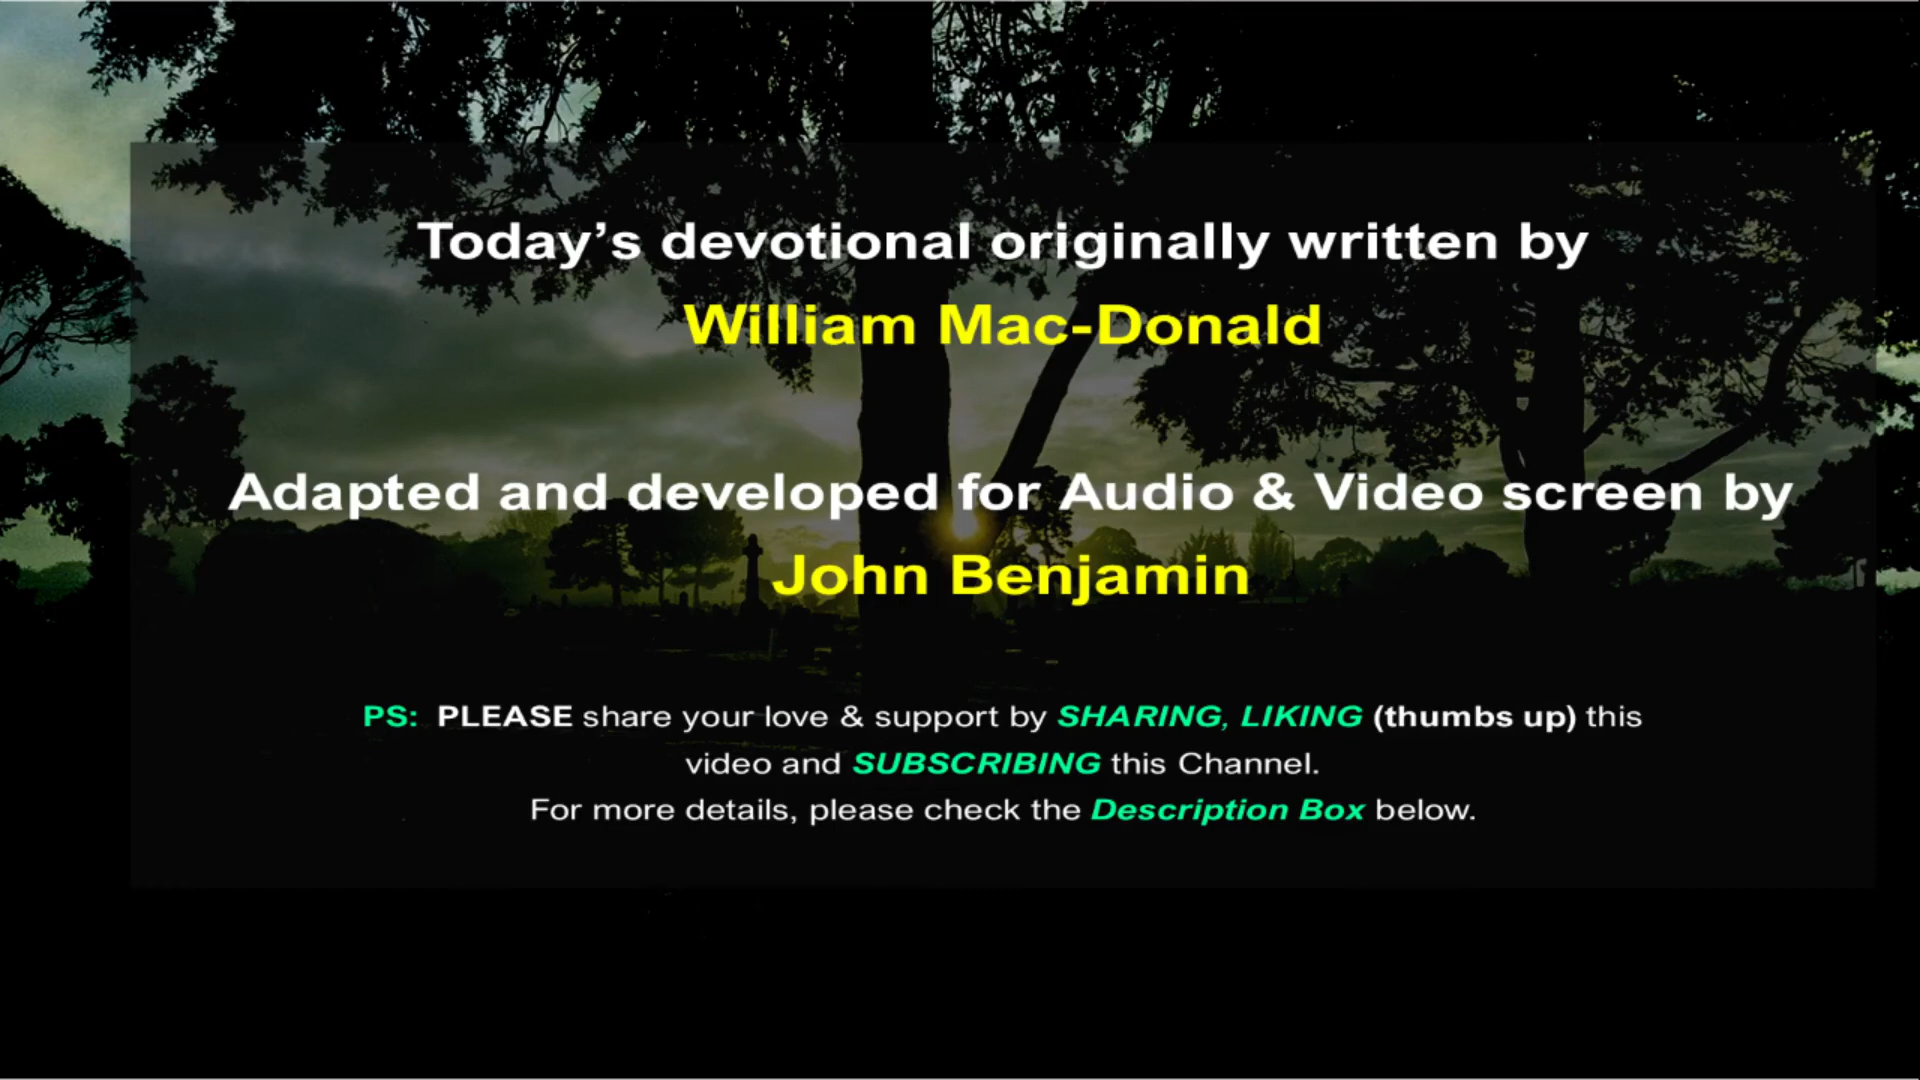 Today’s devotional originally written by
William Mac-Donald
Adapted and developed for Audio & Video screen by
John Benjamin
PS: PLEASE share your love & support by SHARING, LIKING (thumbs up) this
video and SUBSCRIBING this Channel.
For more details, please check the Description Box below.